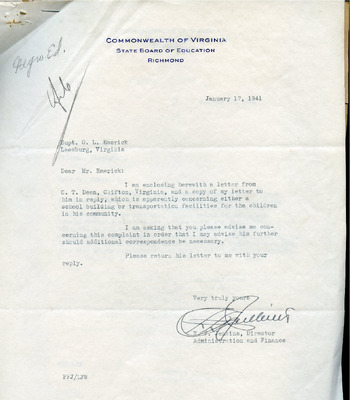 COMMONWEALTH OF VIRGINIA
STATE BOARD OF EDUCATION
RICHMOND
January 17, 1941
Supt. O. L. Emerick
Leesburg, Virginia
Dear Mr. Emerick:
I am enclosing herewith a letter from
C. T. Dean, Clifton, Virginia, and a copy of my letter to
him in reply, which is apparently concerning either a
school building or transportation facilities for the children
in his community.
I am asking that you please advise me con-
cerning this complaint in order that I may advise him further
should additional correspondence be necessary.
Please return his letter to me with your
reply.
Very truly yours
Director
Administration and Finance